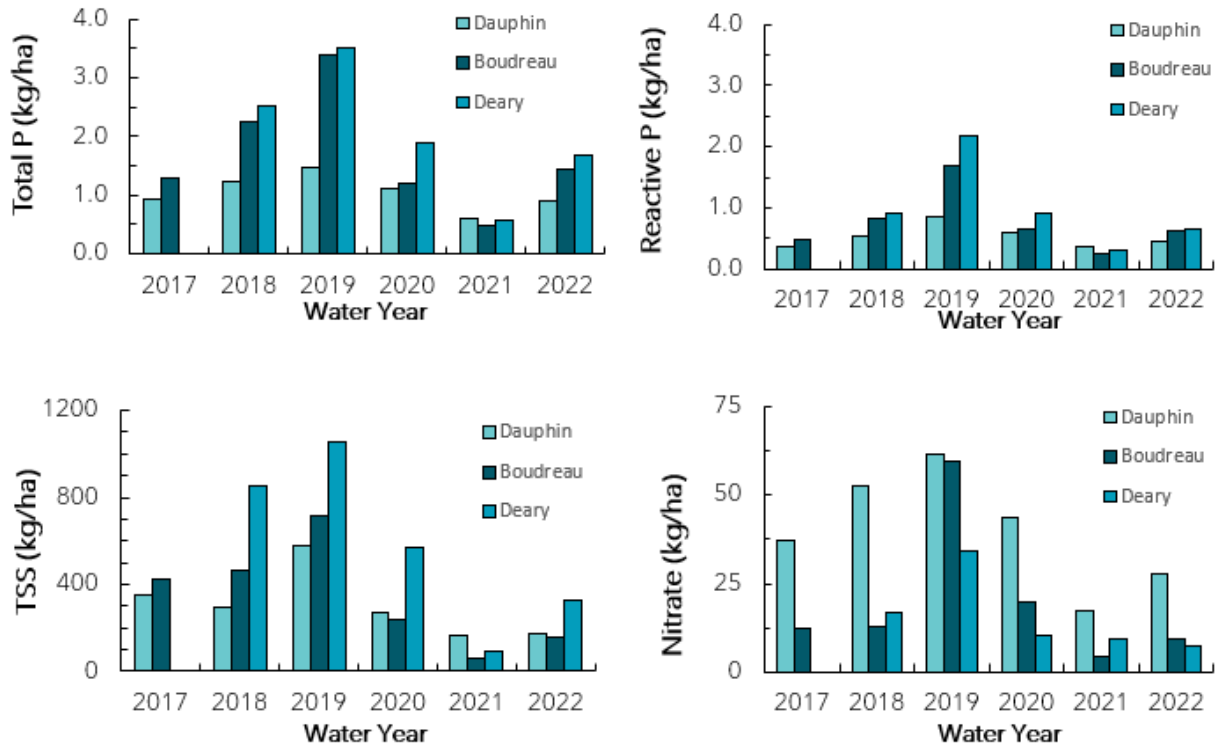 Total P (kg/ha)
4.0
3.0
2.0
1.0
0.0
Dauphin
Boudreau
Deary
2017 2018 2019 2020 2021 2022
Water Year
Reactive P (kg/ha)
4.0
3.0
2.0
1.0
0.0
Dauphin
Boudreau
Deary
2017 2018 2019 2020 2021 2022
Water Year
TSS (kg/ha)
1200
800
400
0
Dauphin
Boudreau
Deary
2017 2018 2019 2020 2021 2022
Water Year
Nitrate (kg/ha)
75
50
25
0
Dauphin
Boudreau
Deary
2017 2018 2019 2020 2021 2022
Water Year